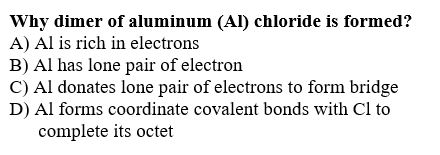 Why dimer of aluminum (Al) chloride is formed?
A) Al is rich in electrons
B) Al has lone pair of electron
C) Al donates lone pair of electrons to form bridge
D) Al forms coordinate covalent bonds with Cl to
complete its octet